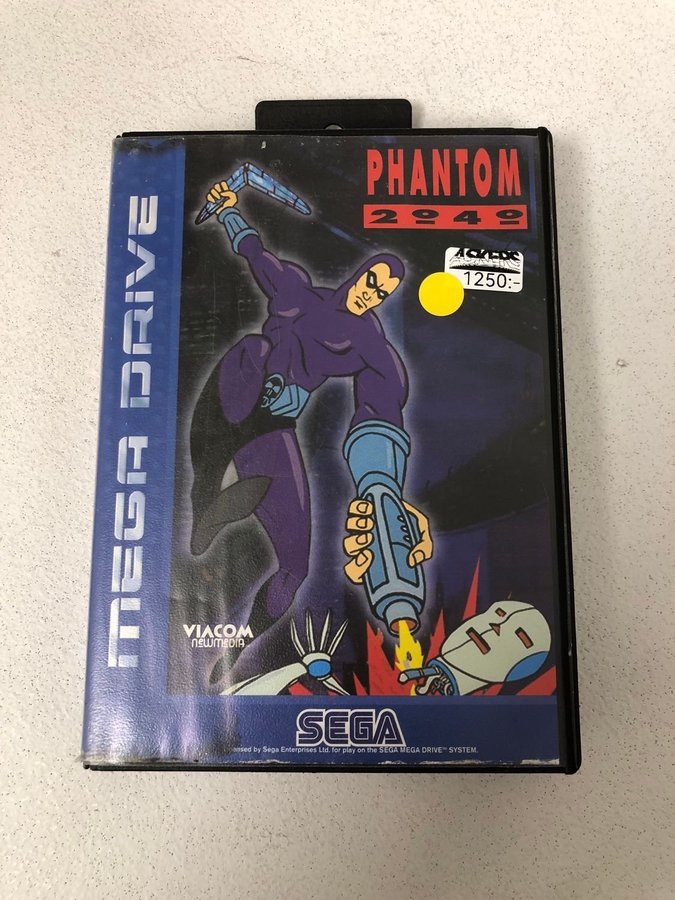 PHANTOM
2040
1250:-
MEGA DRIVE
VIACOM
NEWMEDIA
SEGA
ensed by Sega Enterprises Ltd. for play on the SEGA MEGA DRIVE™ SYSTEM.